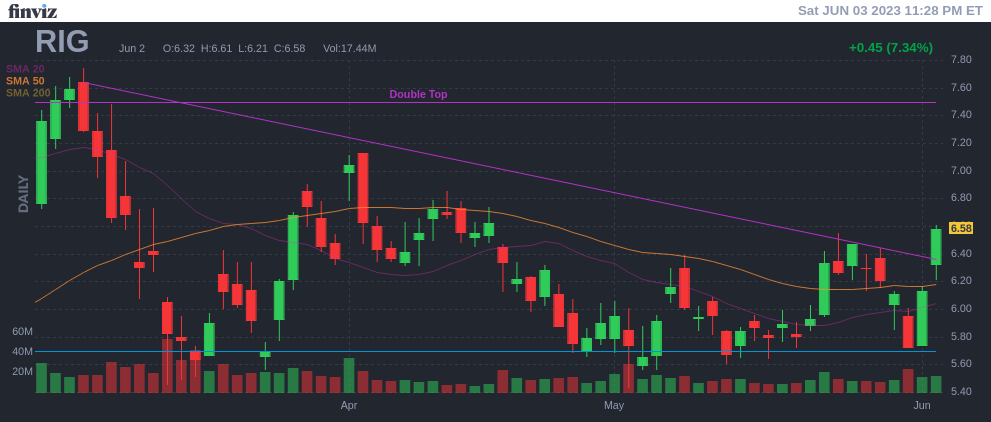 finviz
Sat JUN 03 2023 11:28 PM ET
RIG
Jun 2 O:6.32 H:6.61 L:6.21 C:6.58 Vol:17.44M
+0.45 (7.34%)
SMA 20
SMA 50
SMA 200
Double Top
DAILY
7.80
7.60
7.40
7.20
7.00
6.80
6.58
6.40
6.20
6.00
5.80
5.60
5.40
60M
40M
20M
Apr
May
Jun